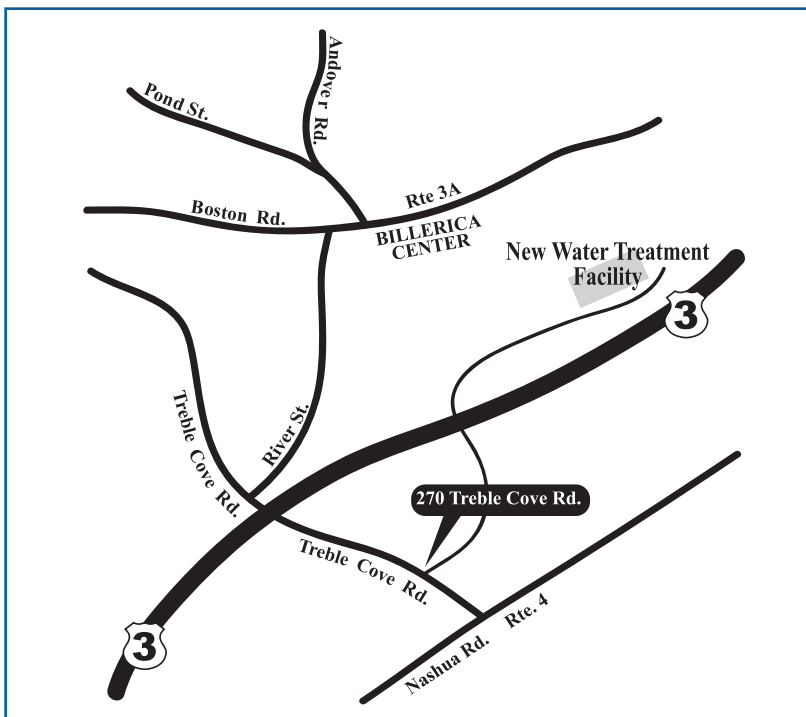 Andover Rd.
Pond St.
Boston Rd.
Rte 3A
BILLERICA
CENTER
New Water Treatment
Facility
3
Treble Cove Rd.
River St.
270 Treble Cove Rd.
Treble Cove Rd.
Nashua Rd. Rte. 4
3